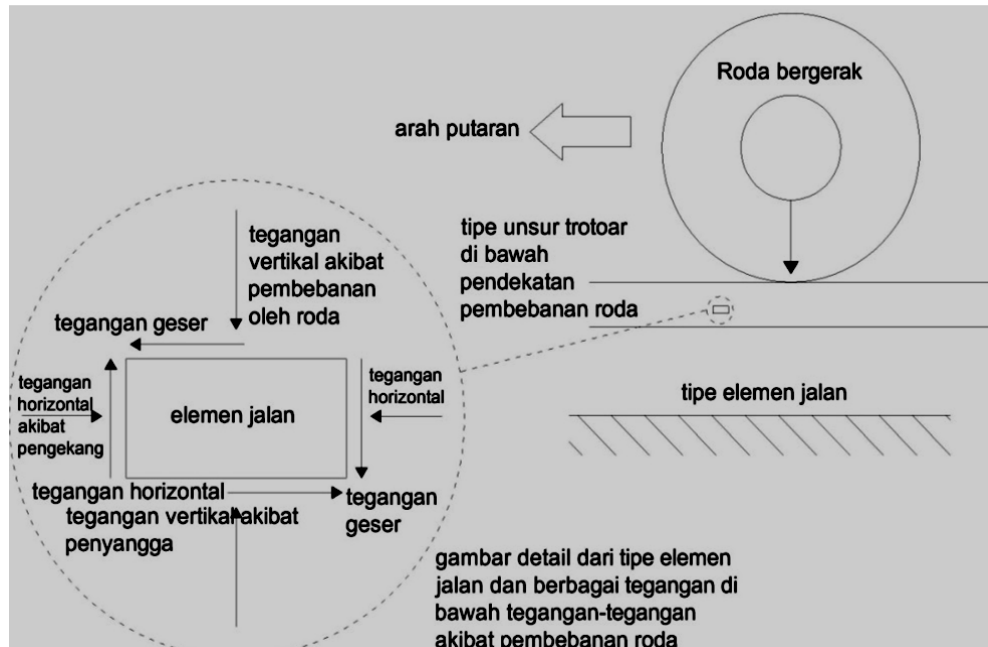 Roda bergerak
arah putaran
tegangan
vertikal akibat
pembebanan
oleh roda
tipe unsur trotoar
di bawah
pendekatan
pembebanan roda
tegangan geser
tegangan
horizontal
akibat
pengekang
elemen jalan
tegangan
horizontal
tipe elemen jalan
tegangan horizontal
tegangan vertikal akibat
penyangga
tegangan
geser
gambar detail dari tipe elemen
jalan dan berbagai tegangan di
bawah tegangan-tegangan
akibat pembebanan roda